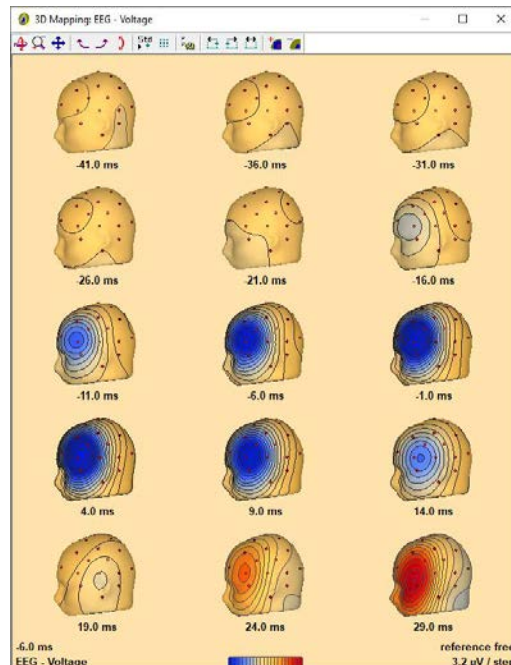 3D Mapping: EEG - Voltage
Std
-41.0 ms
-36.0 ms
-31.0 ms
-26.0 ms
-21.0 ms
-16.0 ms
-11.0 ms
-6.0 ms
-1.0 ms
4.0 ms
9.0 ms
14.0 ms
19.0 ms
24.0 ms
29.0 ms
-6.0 ms
reference free
EEG - Voltage
3.2 µV / step